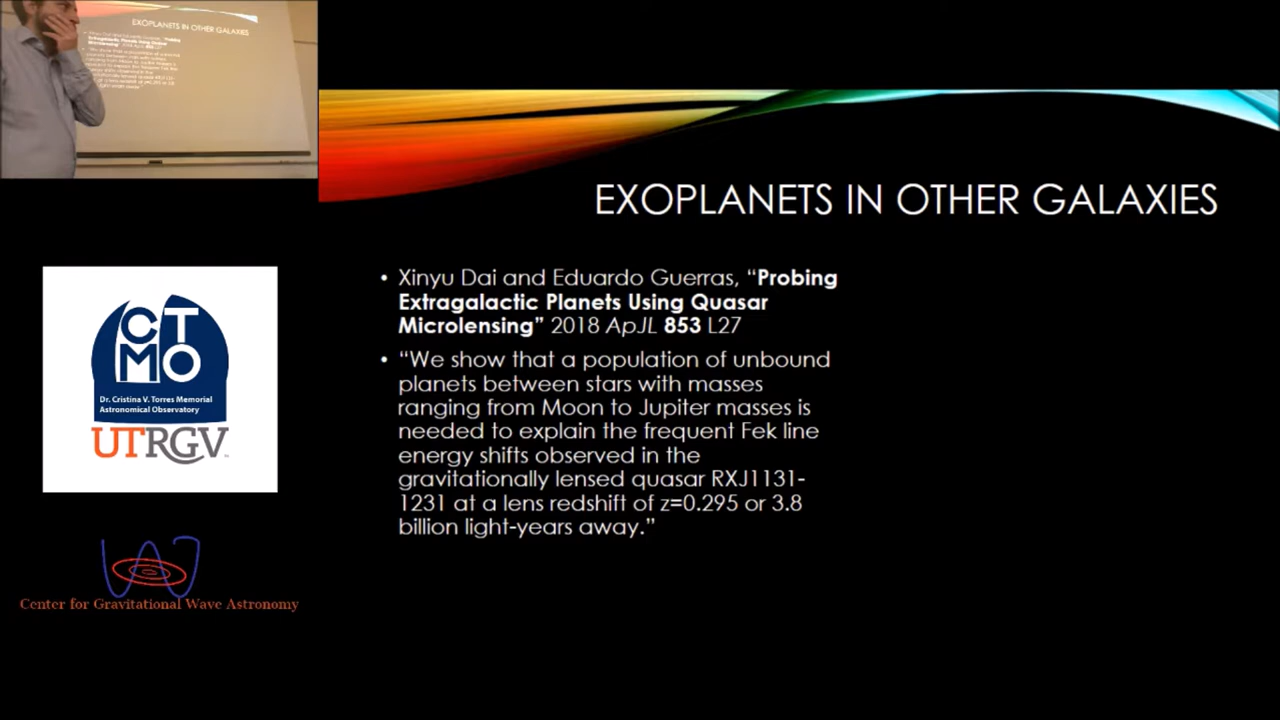 EXOPLANETS IN OTHER GALAXIES
EXOPLANETS IN OTHER GALAXIES
• Xinyu Dai and Eduardo Guerras, “Probing
Extragalactic Planets Using Quasar
Microlensing” 2018 ApJL 853 L27
• “We show that a population of unbound
planets between stars with masses
ranging from Moon to Jupiter masses is
needed to explain the frequent Fek line
energy shifts observed in the
gravitationally lensed quasar RXJ1131-
1231 at a lens redshift of z=0.295 or 3.8
billion light-years away.”
CT
MO
Dr. Cristina V. Torres Memorial
Astronomical Observatory
UTRGV
Center for Gravitational Wave Astronomy